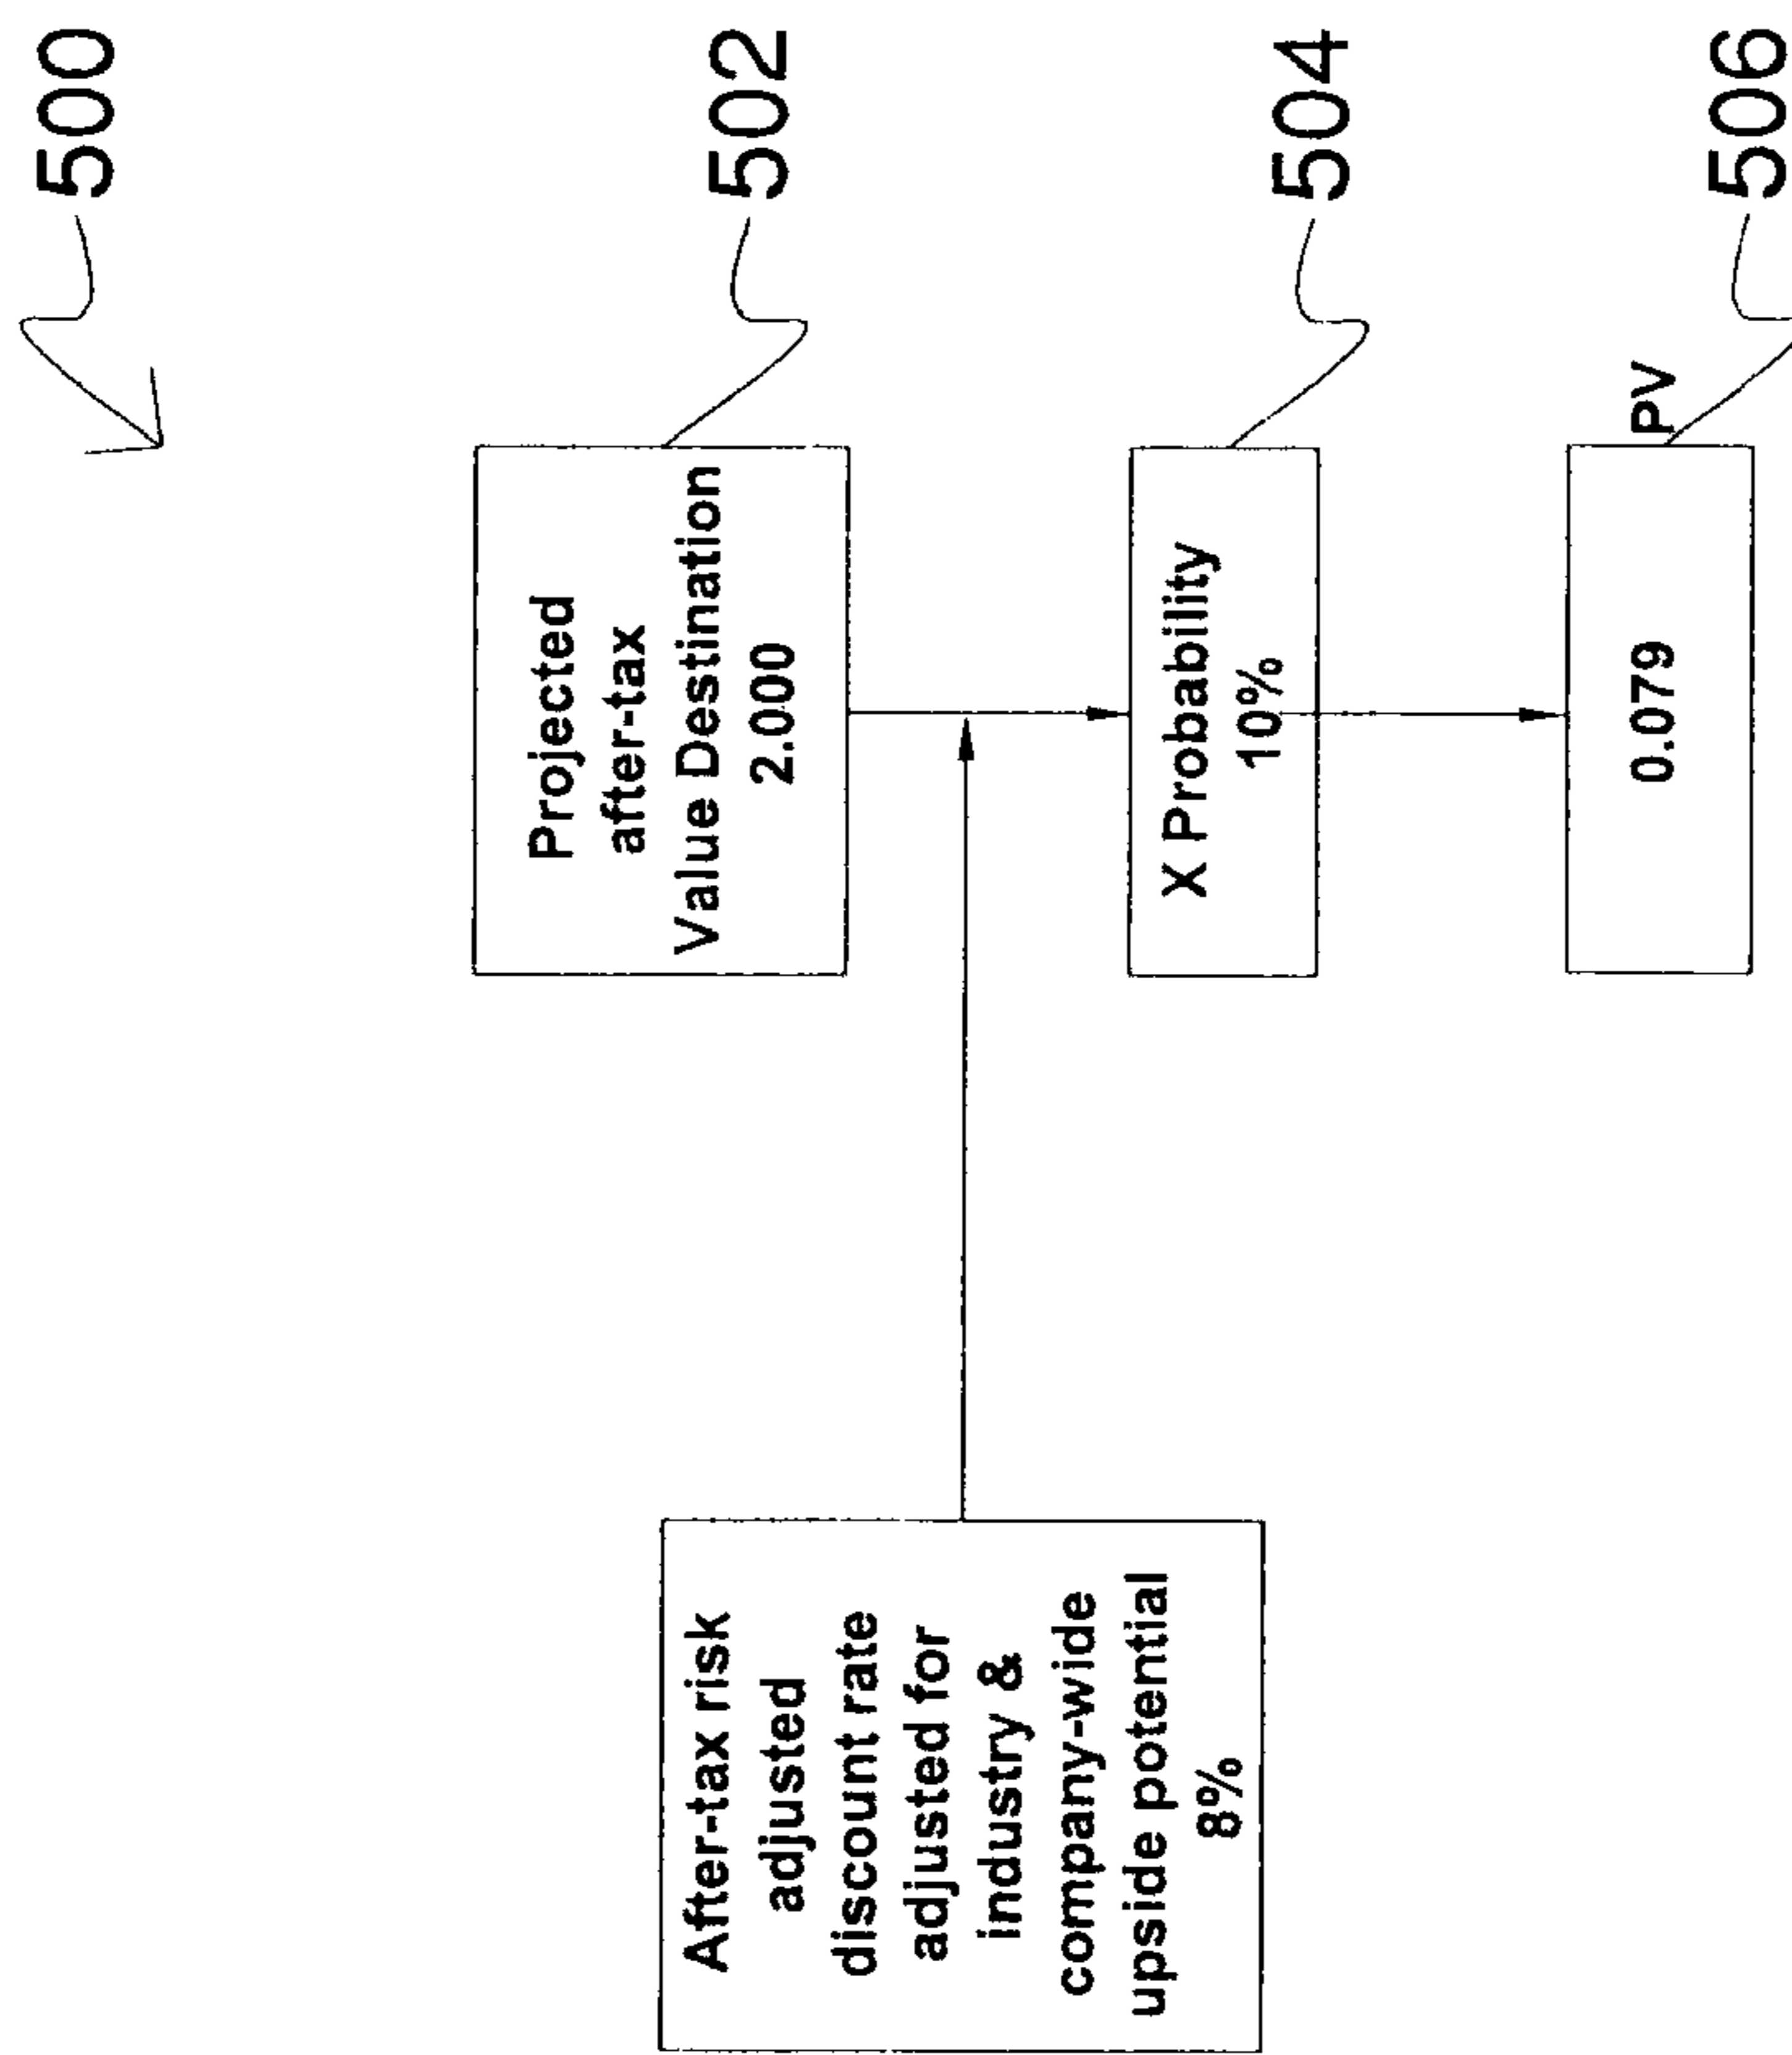 500
502
Projected
after-tax
Value Destination
2.000
After-tax risk
adjusted
discount rate
adjusted for
industry &
company-wide
upside potential
8%
504
X Probability
10%
506
PV
0.079